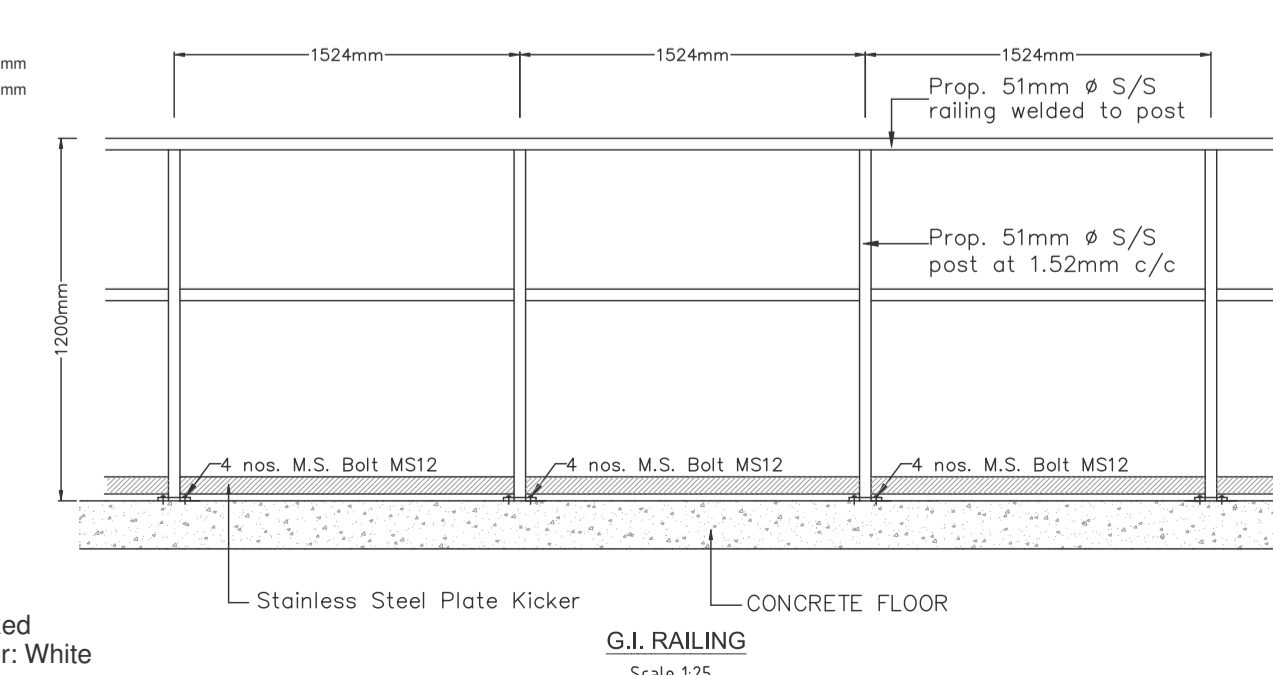 1524mm
1524mm
1524mm
mm
mm
Prop. 51mm ø S/S
railing welded to post
1200mm
Prop. 51mm ø S/S
post at 1.52mm c/c
4 nos. M.S. Bolt MS12
4 nos. M.S. Bolt MS12
4 nos. M.S. Bolt MS12
Stainless Steel Plate Kicker
CONCRETE FLOOR
r: White
G.I. RAILING
Scale 1:25